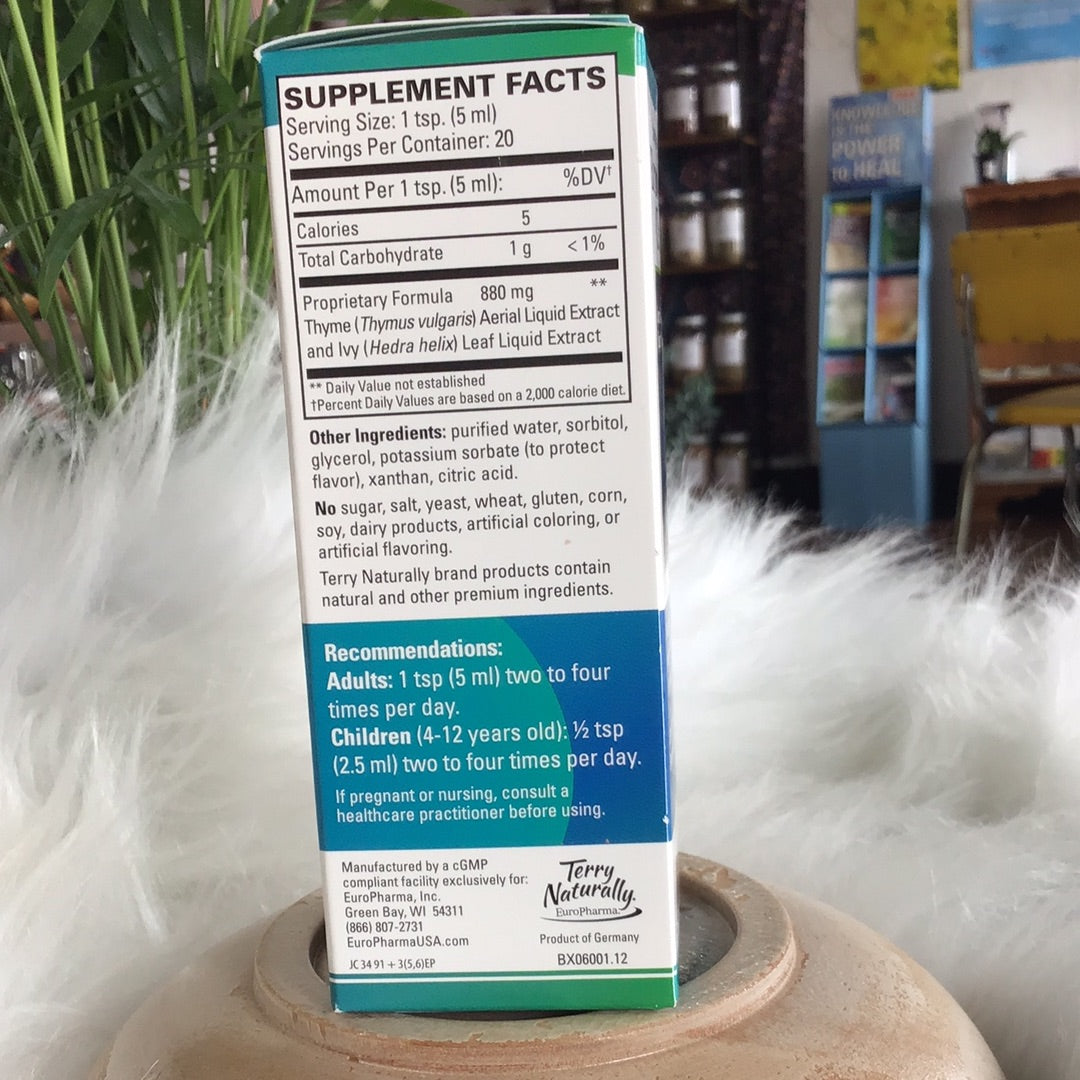 SUPPLEMENT FACTS
Serving Size: 1 tsp. (5 ml)
Servings Per Container: 20
Amount Per 1 tsp. (5 ml): %DV†
Calories 5
Total Carbohydrate 1 g < 1%
Proprietary Formula 880 mg **
Thyme (Thymus vulgaris) Aerial Liquid Extract
and Ivy (Hedra helix) Leaf Liquid Extract
** Daily Value not established
†Percent Daily Values are based on a 2,000 calorie diet.
Other Ingredients: purified water, sorbitol,
glycerol, potassium sorbate (to protect
flavor), xanthan, citric acid.
No sugar, salt, yeast, wheat, gluten, corn,
soy, dairy products, artificial coloring, or
artificial flavoring.
Terry Naturally brand products contain
natural and other premium ingredients.
Recommendations:
Adults: 1 tsp (5 ml) two to four
times per day.
Children (4-12 years old): ½ tsp
(2.5 ml) two to four times per day.
If pregnant or nursing, consult a
healthcare practitioner before using.
Manufactured by a cGMP
compliant facility exclusively for:
EuroPharma, Inc.
Green Bay, WI 54311
(866) 807-2731
EuroPharmaUSA.com
JC 34 91 + 3(5,6)EP
Terry
Naturally.
EuroPharma
Product of Germany
BX06001.12
KNOWLEDGE
IS THE
POWER
TO HEAL